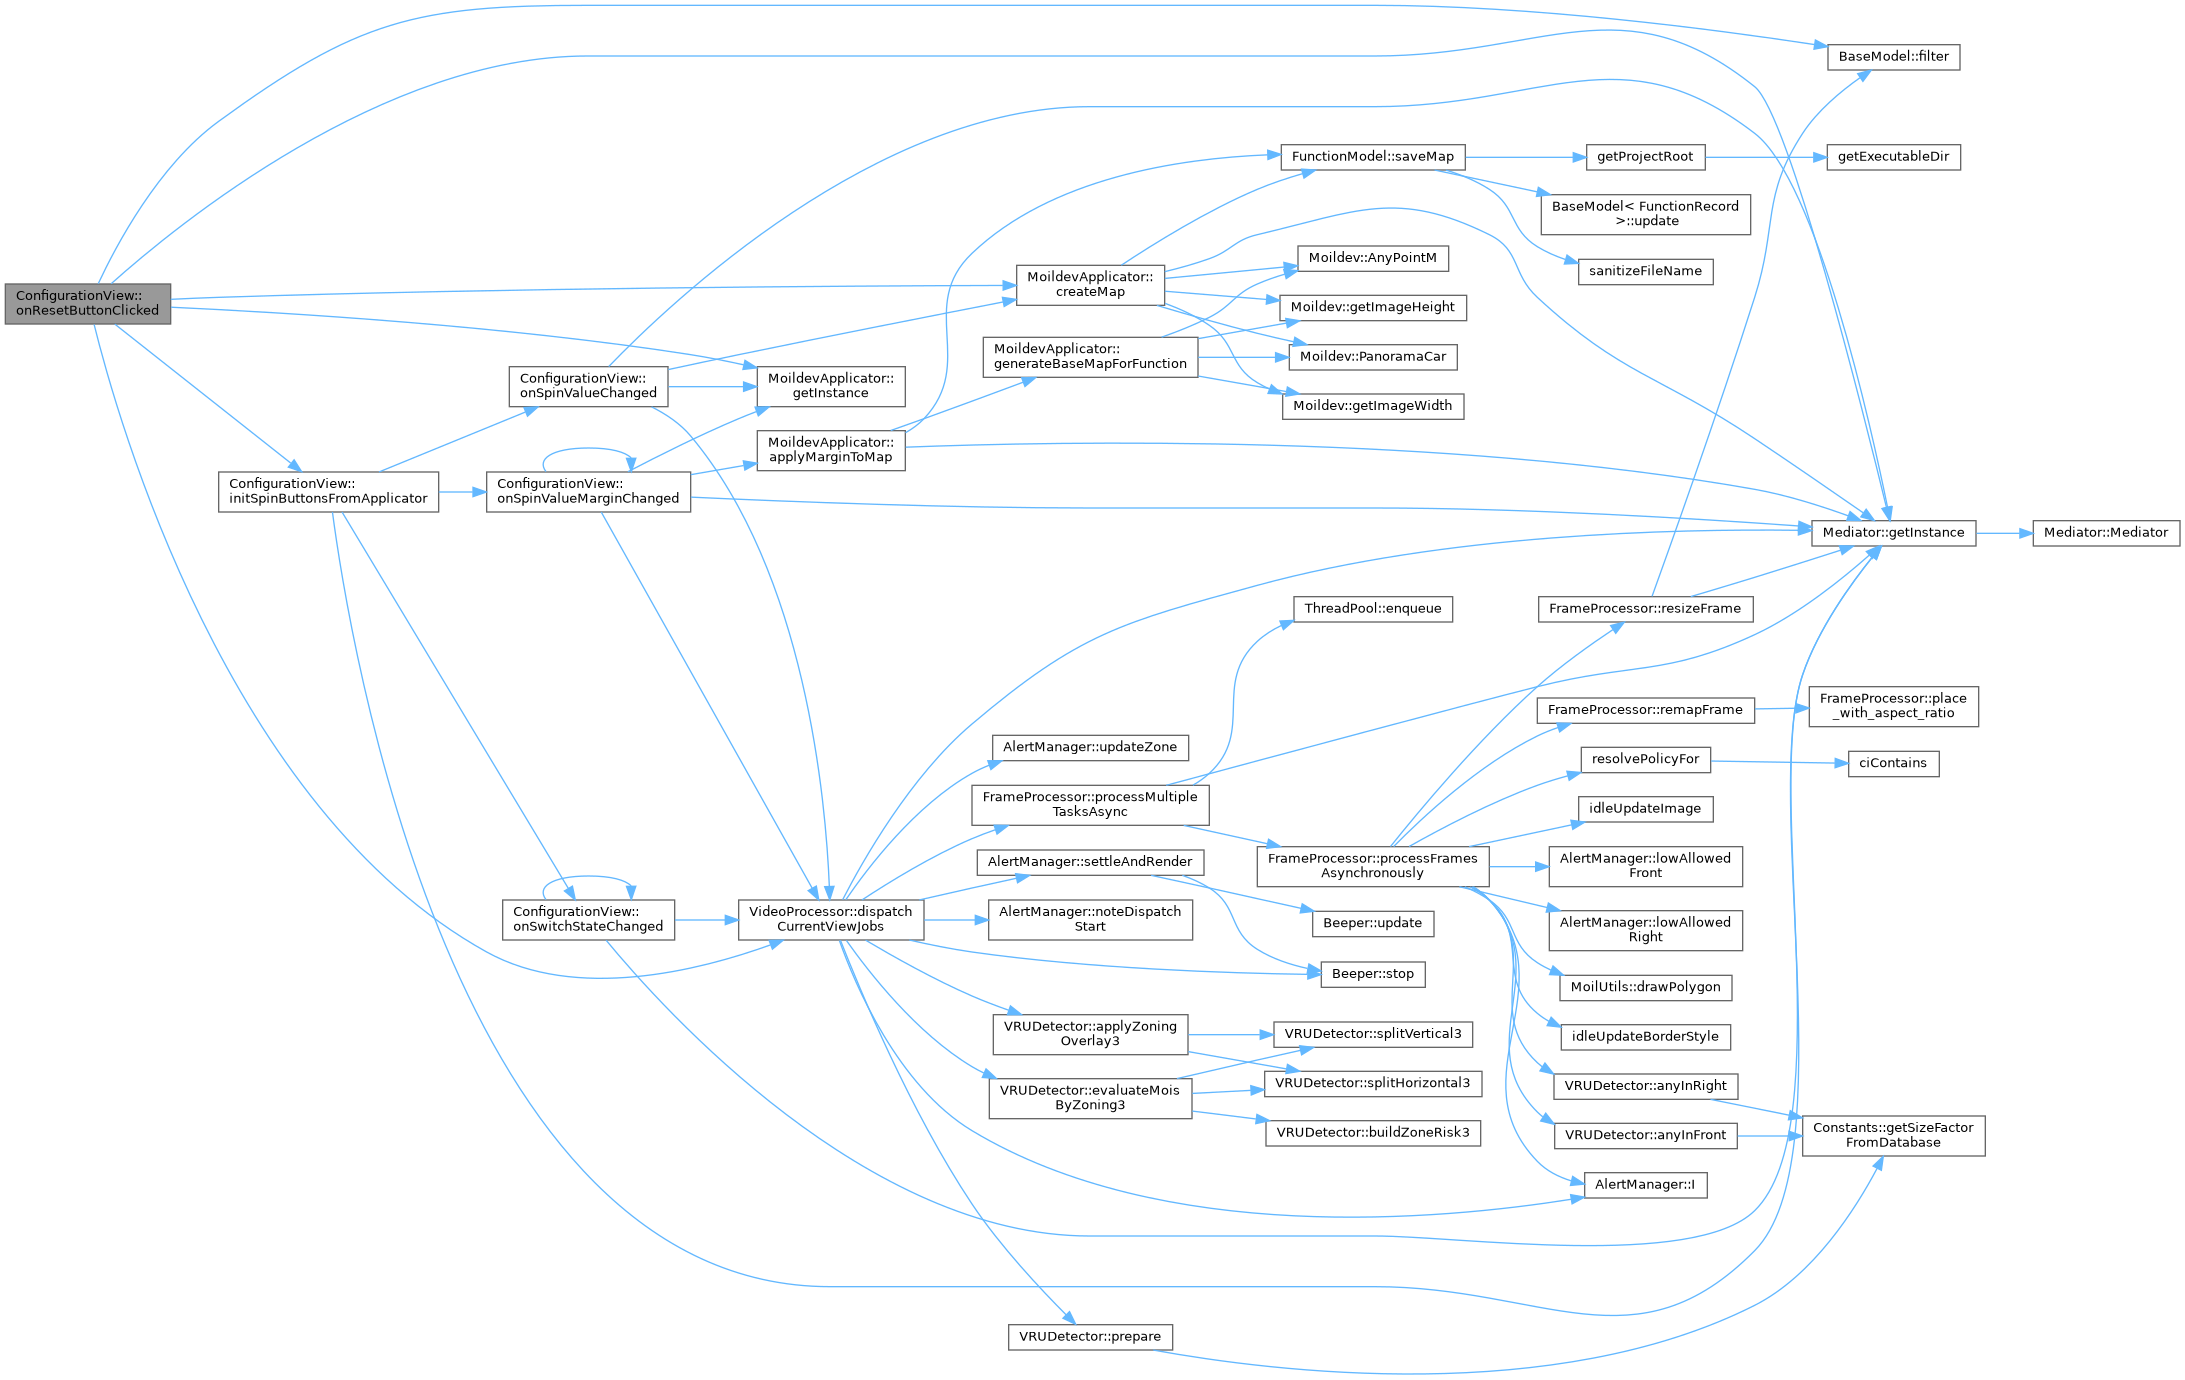 ConfigurationView::
onResetButtonClicked
ConfigurationView::
initSpinButtonsFromApplicator
ConfigurationView::
onSpinValueChanged
ConfigurationView::
onSpinValueMarginChanged
ConfigurationView::
onSwitchStateChanged
MoildevApplicator::
getInstance
MoildevApplicator::
applyMarginToMap
VideoProcessor::dispatch
CurrentViewJobs
MoildevApplicator::
createMap
MoildevApplicator::
generateBaseMapForFunction
AlertManager::updateZone
FrameProcessor::processMultiple
TasksAsync
AlertManager::settleAndRender
AlertManager::noteDispatch
Start
VRUDetector::applyZoning
Overlay3
VRUDetector::evaluateMois
ByZoning3
VRUDetector::prepare
FunctionModel::saveMap
Moildev::AnyPointM
Moildev::getImageHeight
Moildev::PanoramaCar
Moildev::getImageWidth
ThreadPool::enqueue
FrameProcessor::processFrames
Asynchronously
Beeper::update
Beeper::stop
VRUDetector::splitVertical3
VRUDetector::splitHorizontal3
VRUDetector::buildZoneRisk3
getProjectRoot
BaseModel< FunctionRecord
>::update
sanitizeFileName
FrameProcessor::resizeFrame
FrameProcessor::remapFrame
resolvePolicyFor
idleUpdateImage
AlertManager::lowAllowed
Front
AlertManager::lowAllowed
Right
MoilUtils::drawPolygon
idleUpdateBorderStyle
VRUDetector::anyInRight
VRUDetector::anyInFront
AlertManager::I
BaseModel::filter
getExecutableDir
Mediator::getInstance
FrameProcessor::place
_with_aspect_ratio
ciContains
Constants::getSizeFactor
FromDatabase
Mediator::Mediator